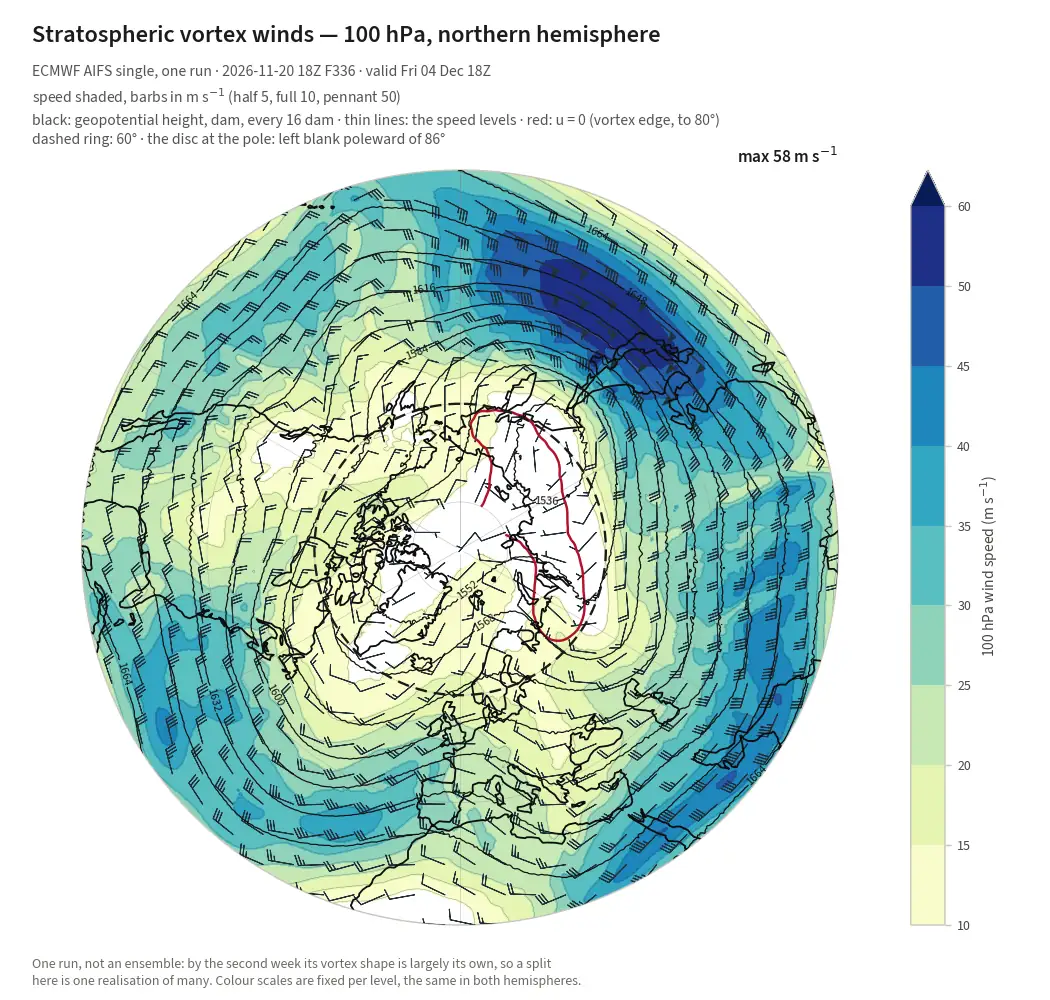 Stratospheric vortex winds — 100 hPa, northern hemisphere
ECMWF AIFS single, one run · 2026-11-20 18Z F336 · valid Fri 04 Dec 18Z
speed shaded, barbs in m s⁻¹ (half 5, full 10, pennant 50)
black: geopotential height, dam, every 16 dam · thin lines: the speed levels · red: u = 0 (vortex edge, to 80°)
dashed ring: 60° · the disc at the pole: left blank poleward of 86°
max 58 m s⁻¹
60
50
45
40
35
30
25
20
15
10
100 hPa wind speed (m s⁻¹)
1664
1664
1616
1648
1584
1536
1552
1568
1600
1632
1664
1664
One run, not an ensemble: by the second week its vortex shape is largely its own, so a split
here is one realisation of many. Colour scales are fixed per level, the same in both hemispheres.